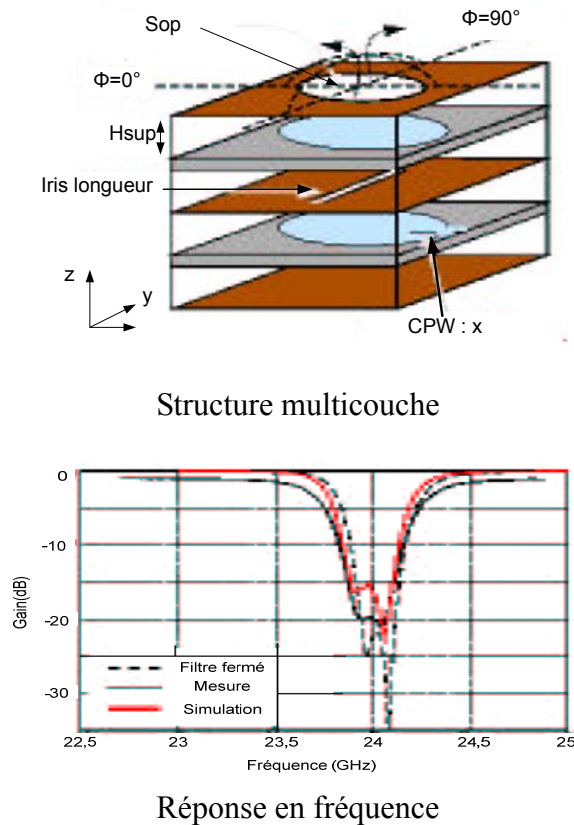 Φ=90°
Sop
Φ=0°
Hsup
Iris longueur
z
y
CPW : x
Structure multicouche
0
-10
-20
-30
Gain(dB)
Filtre fermé
Mesure
Simulation
22,5
23
23,5
24
24,5
25
Fréquence (GHz)
Réponse en fréquence